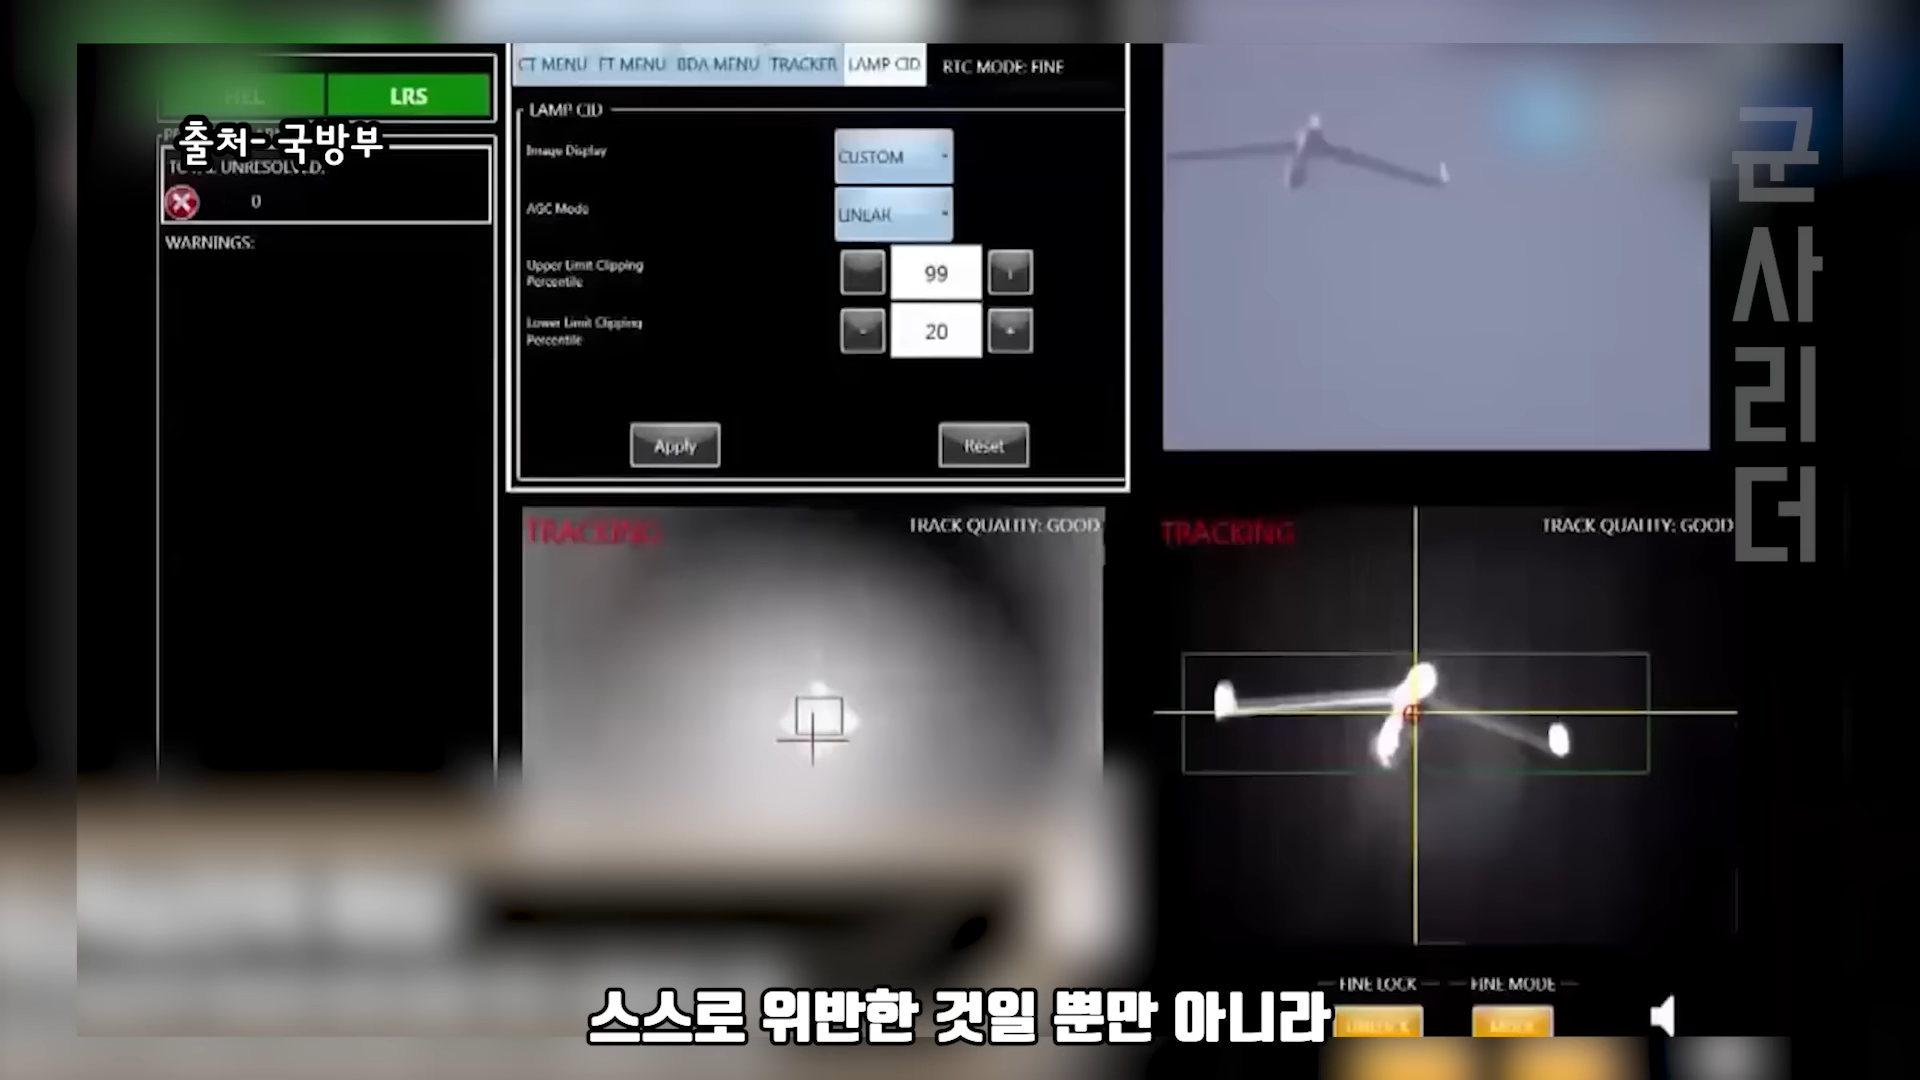 LRS
출처-국방부
UNRESOLVED:
0
WARNINGS:
CT MENU FT MENU BDA MENU TRACKER LAMP CID RTC MODE: FINE
LAMP CID
Image Display
CUSTOM
AGC Mode
LINEAR
Upper Limit Clipping
Percentile
99
Lower Limit Clipping
Percentile
- 20 +
Apply Reset
군사리더
TRACKING TRACK QUALITY: GOOD
TRACKING TRACK QUALITY: GOOD
FINE LOCK FINE MODE
스스로 위반한 것일 뿐만 아니라